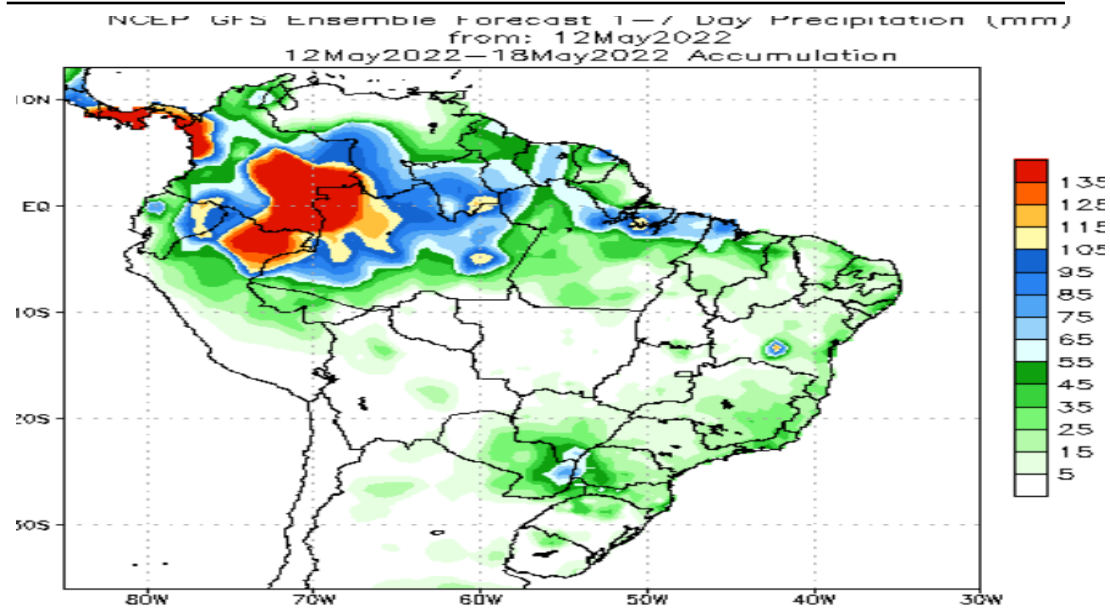 NCEP GFS Ensemble Forecast 1-7 Day Precipitation (mm)
from: 12May2022
12May2022-18May2022 Accumulation
10N
EQ
10S
20S
30S
80W
70W
60W
50W
40W
30W
135
125
115
105
95
85
75
65
55
45
35
25
15
5